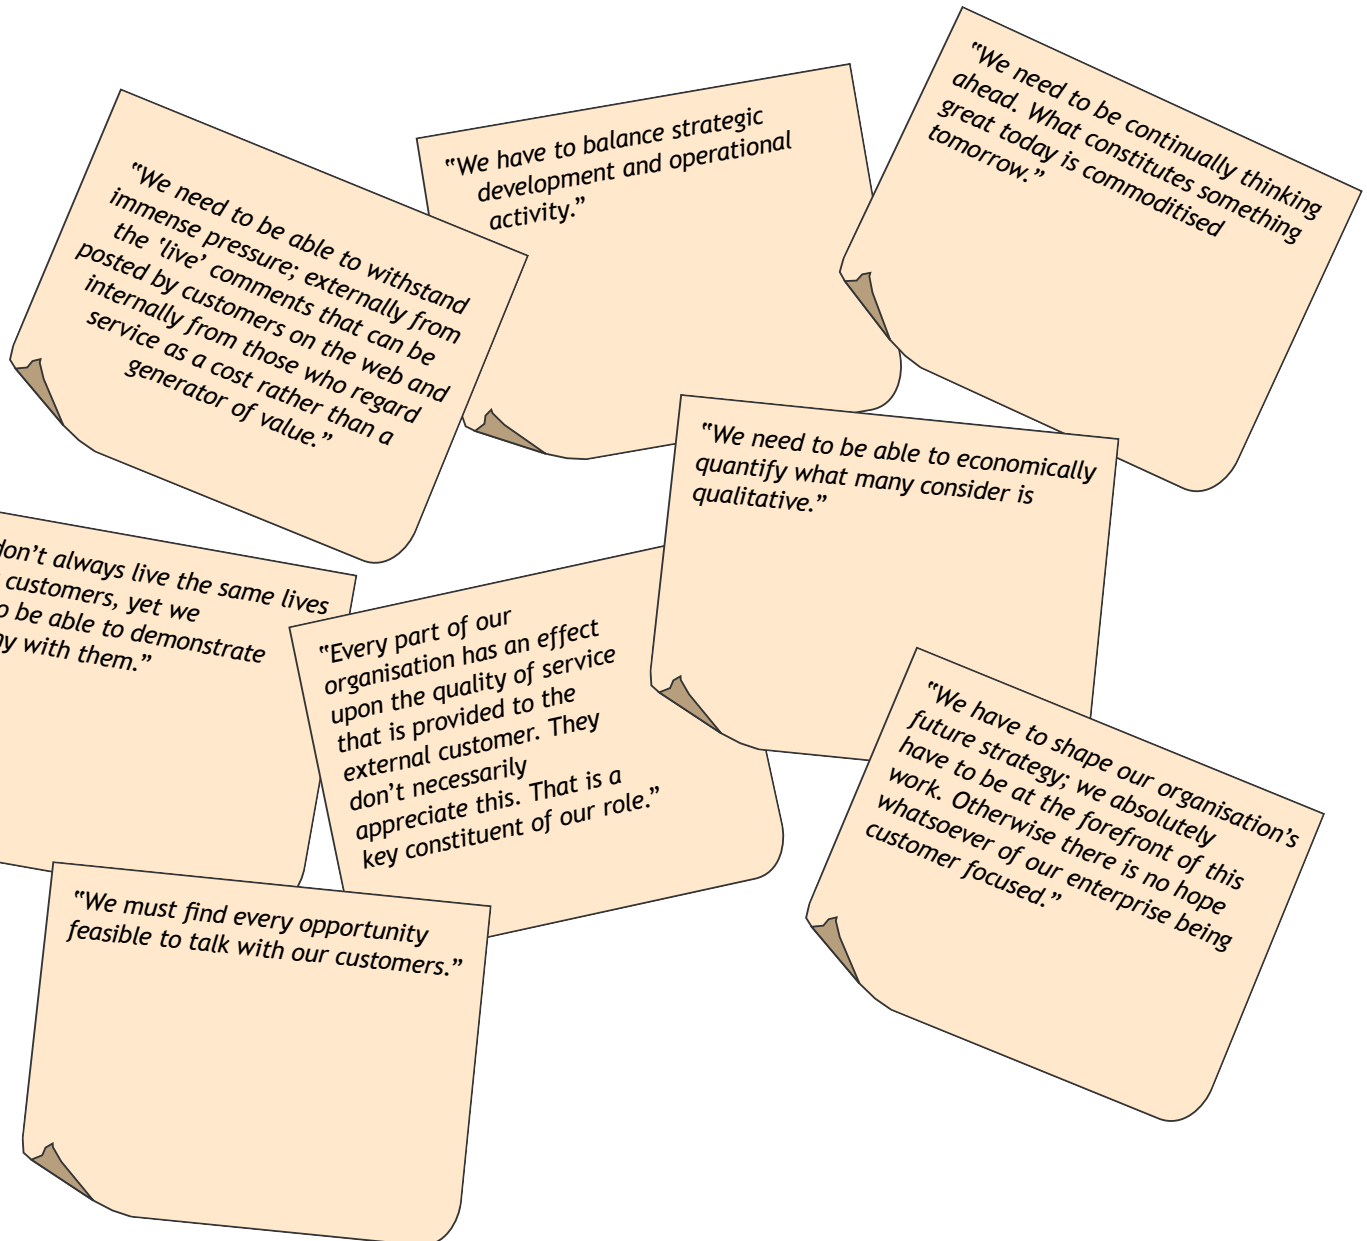 “We need to be able to withstand
immense pressure; externally from
the ‘live’ comments that can be
posted by customers on the web and
internally from those who regard
service as a cost rather than a
generator of value.”
“We have to balance strategic
development and operational
activity.”
“We need to be continually thinking
ahead. What constitutes something
great today is commoditised
tomorrow.”
“We need to be able to economically
quantify what many consider is
qualitative.”
always live the same lives
customers, yet we
be able to demonstrate
with them.”
“Every part of our
organisation has an effect
upon the quality of service
that is provided to the
external customer. They
don’t necessarily
appreciate this. That is a
key constituent of our role.”
“We have to shape our organisation’s
future strategy; we absolutely
have to be at the forefront of this
work. Otherwise there is no hope
whatsoever of our enterprise being
customer focused.”
“We must find every opportunity
feasible to talk with our customers.”